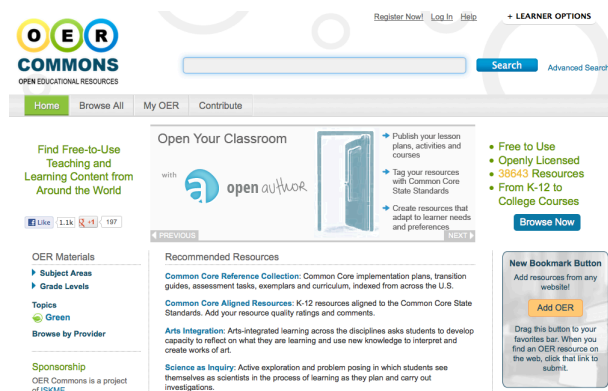 Register Now! Log In Help
+ LEARNER OPTIONS
O E R
COMMONS
OPEN EDUCATIONAL RESOURCES
Search
Advanced Search
Home Browse All My OER Contribute
Find Free-to-Use
Teaching and
Learning Content from
Around the World
Like 1.1k +1 197
Open Your Classroom
with
a open author
Publish your lesson
plans, activities and
courses
Tag your resources
with Common Core
State Standards
Create resources that
adapt to learner needs
and preferences
PREVIOUS
NEXT
• Free to Use
• Openly Licensed
• 38643 Resources
• From K-12 to
College Courses
Browse Now
OER Materials
Subject Areas
Grade Levels
Topics
Green
Browse by Provider
Sponsorship
OER Commons is a project
of ISKME
Recommended Resources
Common Core Reference Collection: Common Core implementation plans, transition
guides, assessment tasks, exemplars and curriculum, indexed from across the U.S.
Common Core Aligned Resources: K-12 resources aligned to the Common Core State
Standards. Add your resource quality ratings and comments.
Arts Integration: Arts-integrated learning across the disciplines asks students to develop
capacity to reflect on what they are learning and use new knowledge to interpret and
create works of art.
Science as Inquiry: Active exploration and problem posing in which students see
themselves as scientists in the process of learning as they plan and carry out
investigations.
New Bookmark Button
Add resources from any
website!
Add OER
Drag this button to your
favorites bar. When you
find an OER resource on
the web, click that link to
submit.